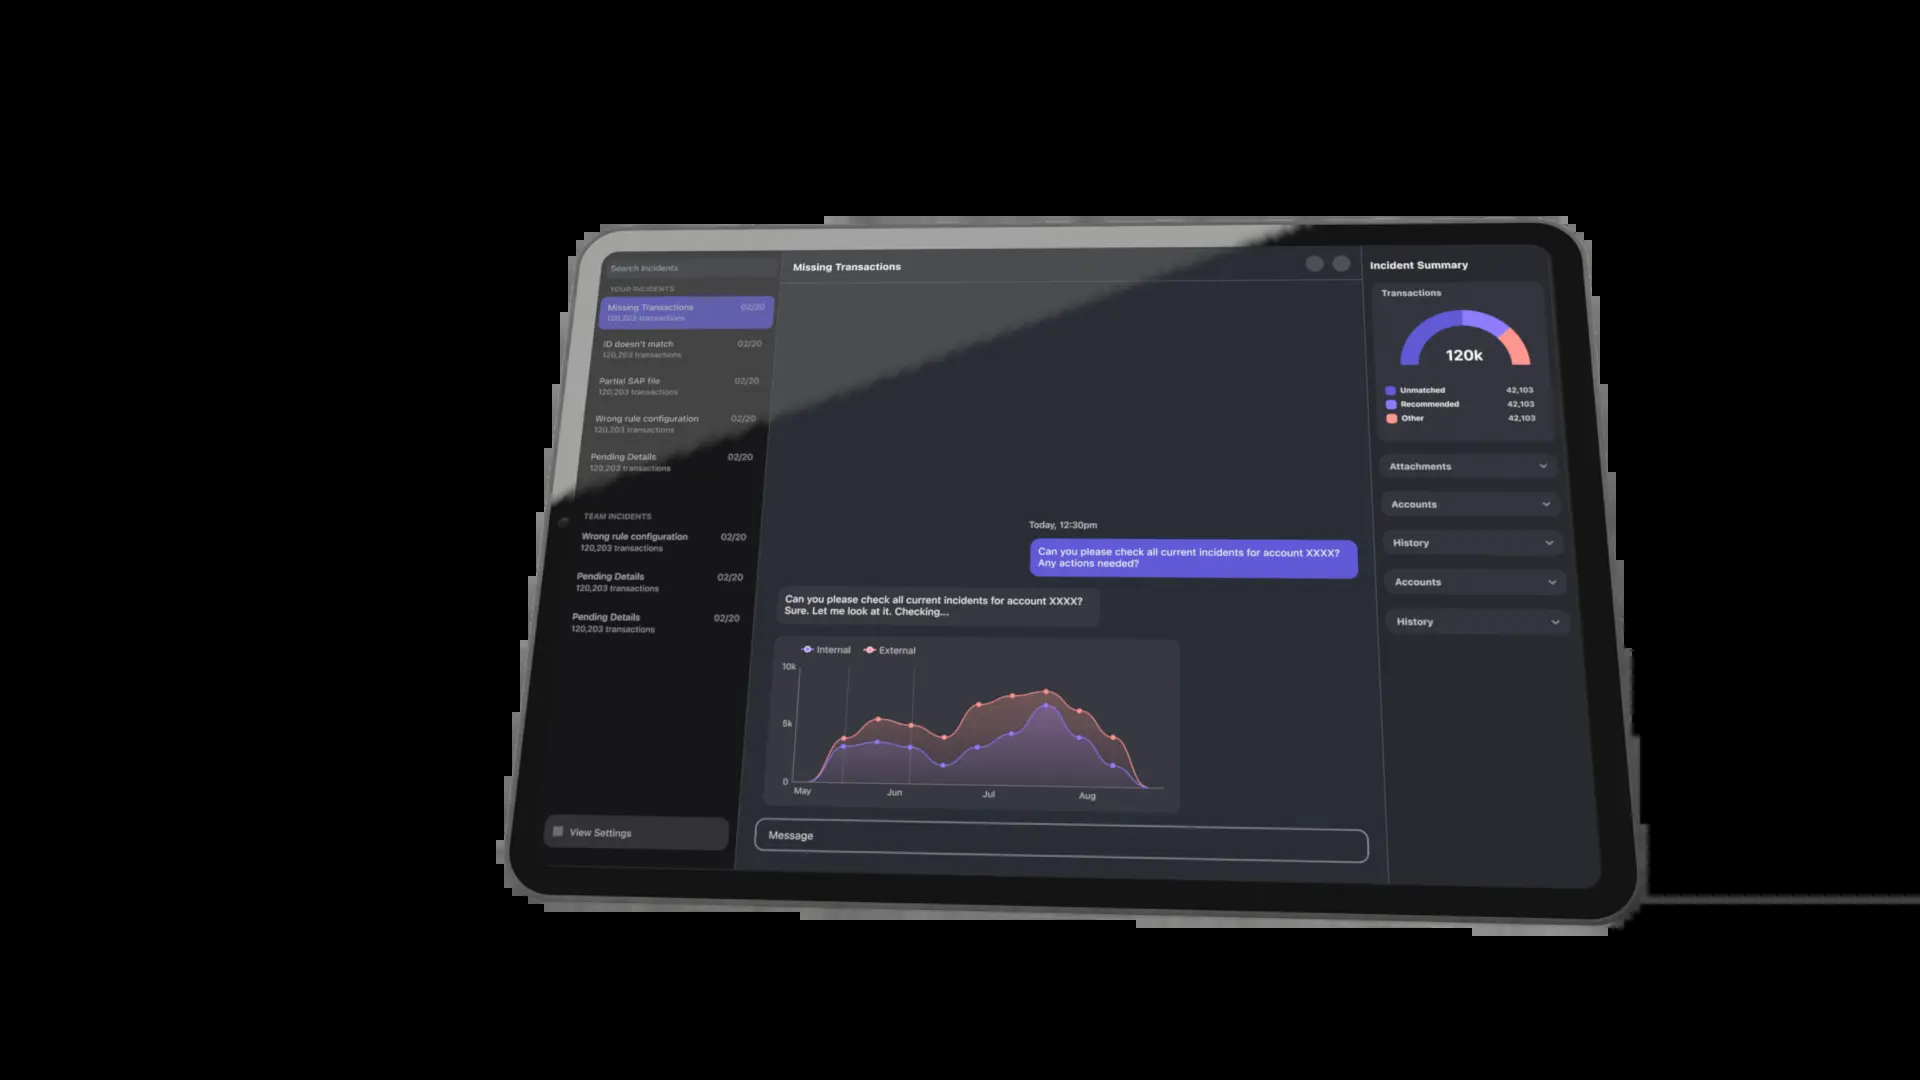 Search Incidents
YOUR INCIDENTS
Missing Transactions 02/20
120,203 transactions
ID doesn't match 02/20
120,203 transactions
Partial SAP file 02/20
120,203 transactions
Wrong rule configuration 02/20
120,203 transactions
Pending Details 02/20
120,203 transactions
TEAM INCIDENTS
Wrong rule configuration 02/20
120,203 transactions
Pending Details 02/20
120,203 transactions
Pending Details 02/20
120,203 transactions
View Settings
Missing Transactions
Today, 12:30pm
Can you please check all current incidents for account XXXX?
Any actions needed?
Can you please check all current incidents for account XXXX?
Sure. Let me look at it. Checking...
Internal External
10k
5k
0
May Jun Jul Aug
Message
Incident Summary
Transactions
120k
Unmatched 42,103
Recommended 42,103
Other 42,103
Attachments
Accounts
History
Accounts
History